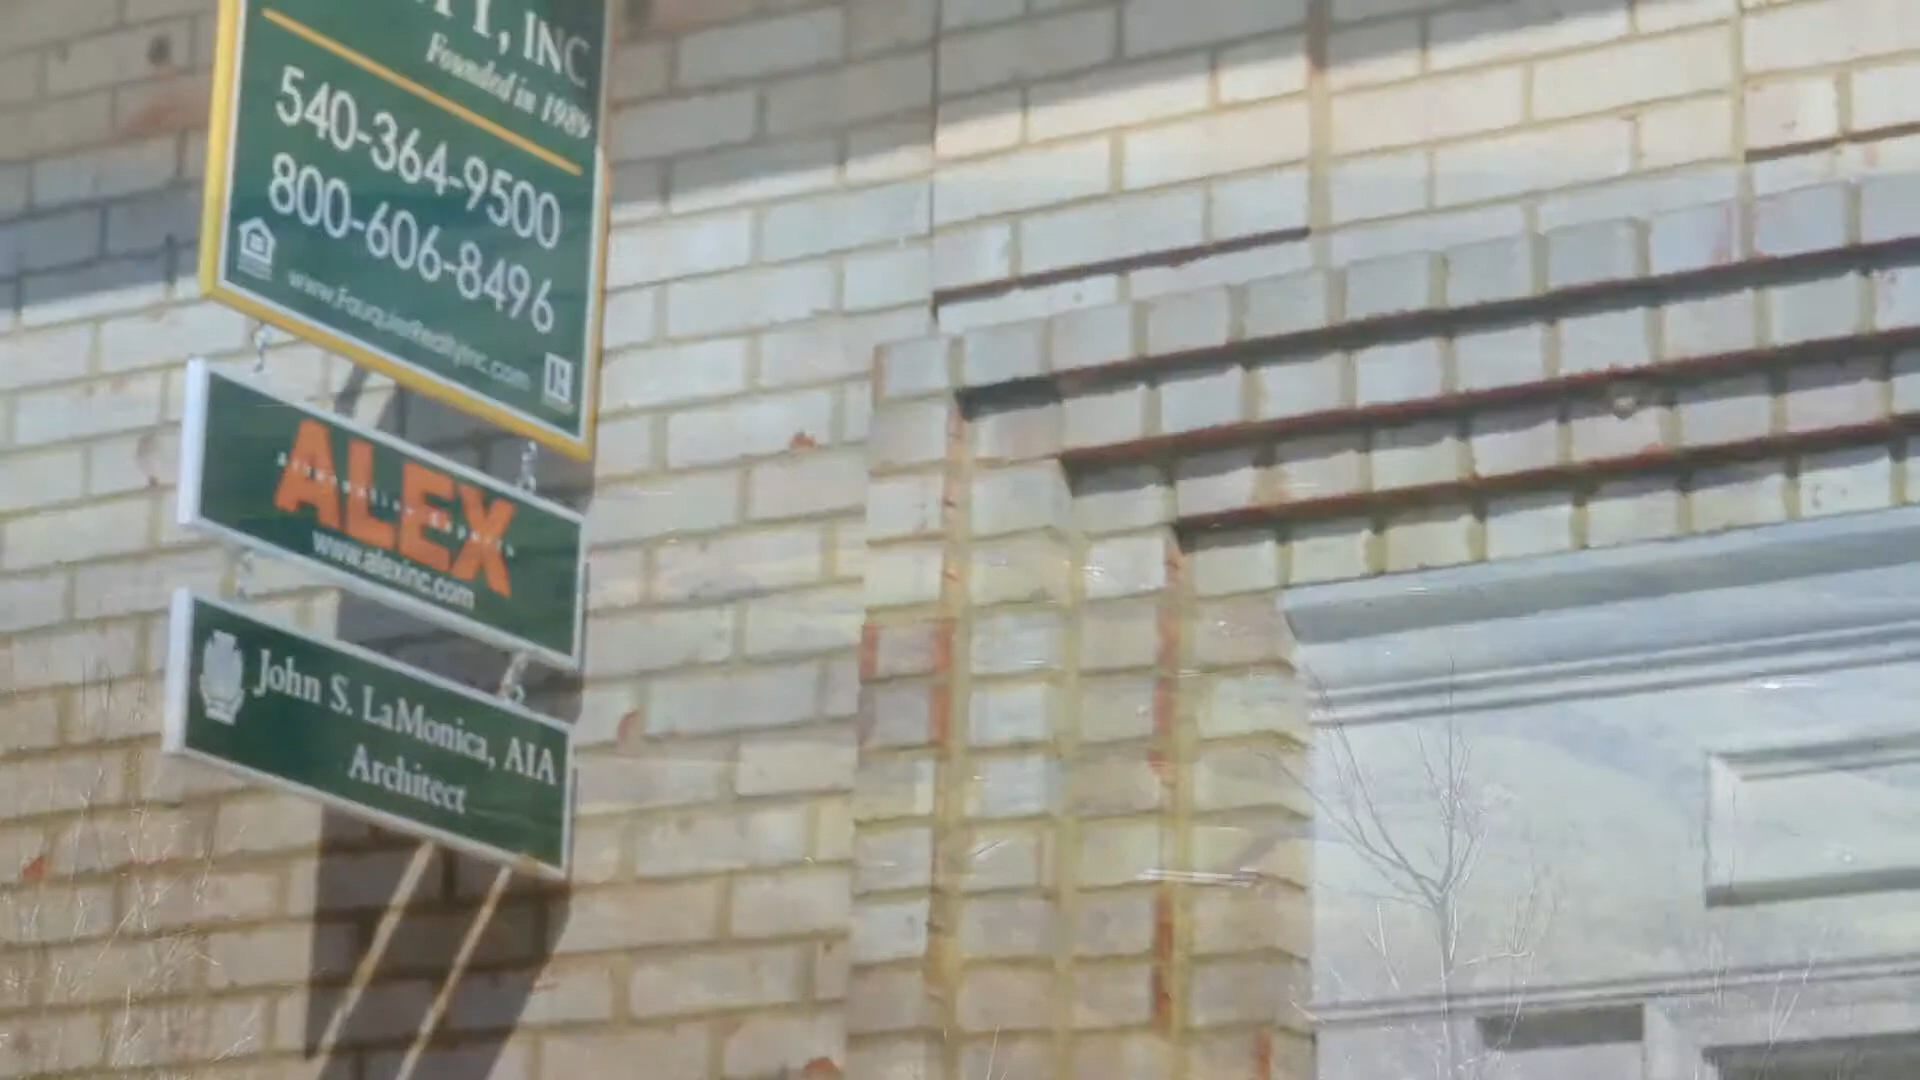 INC
Founded in 1989
540-364-9500
800-606-8496
www.FauquierRealtyInc.com
ALEX
www.alexinc.com
John S. LaMonica, AIA
Architect